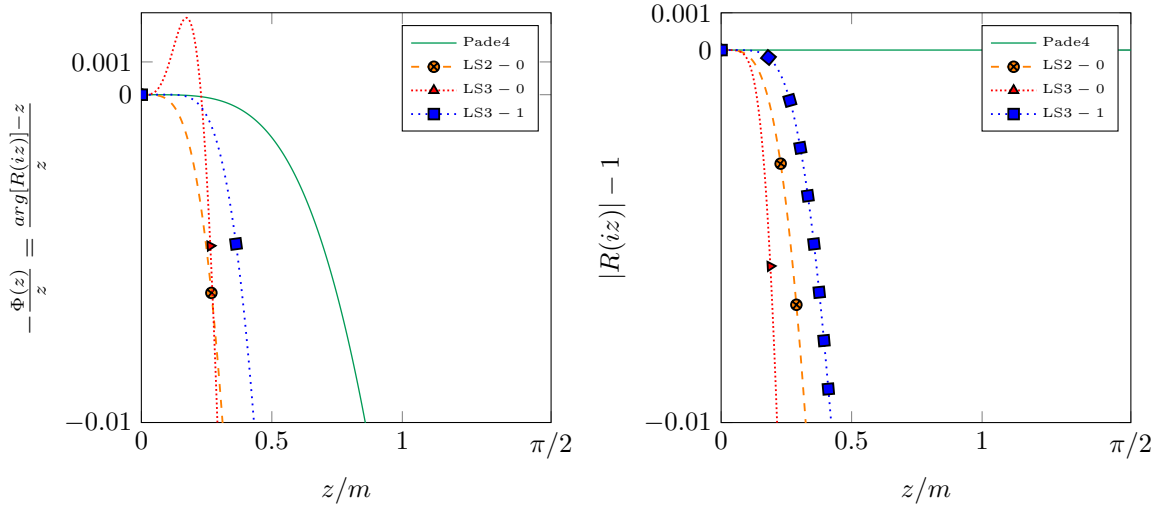 0.001
0
−0.01
0
0.5
1
π/2
z/m
−Φ(z)/z = arg[R(iz)]−z/z
Pade4
LS2 − 0
LS3 − 0
LS3 − 1
0.001
0
−0.01
0
0.5
1
π/2
z/m
|R(iz)| − 1
Pade4
LS2 − 0
LS3 − 0
LS3 − 1